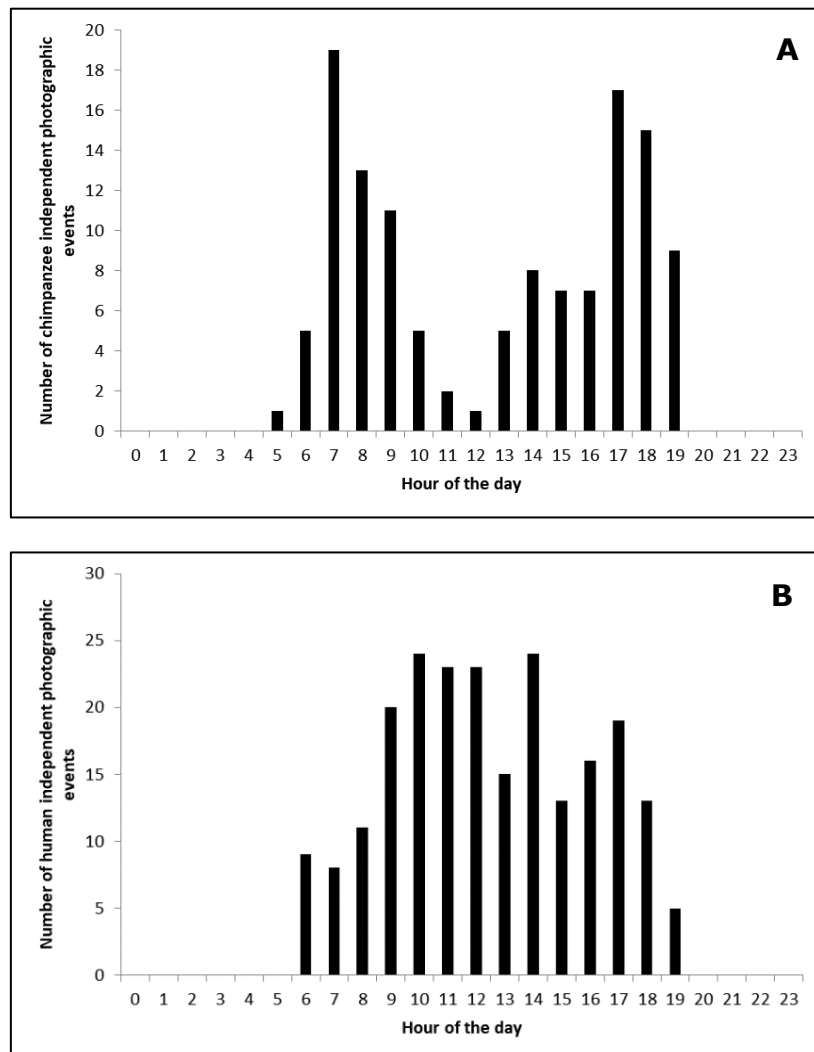 A
Number of chimpanzee independent photographic
events
20
18
16
14
12
10
8
6
4
2
0
0 1 2 3 4 5 6 7 8 9 10 11 12 13 14 15 16 17 18 19 20 21 22 23
Hour of the day
B
Number of human independent photographic
events
30
25
20
15
10
5
0
0 1 2 3 4 5 6 7 8 9 10 11 12 13 14 15 16 17 18 19 20 21 22 23
Hour of the day